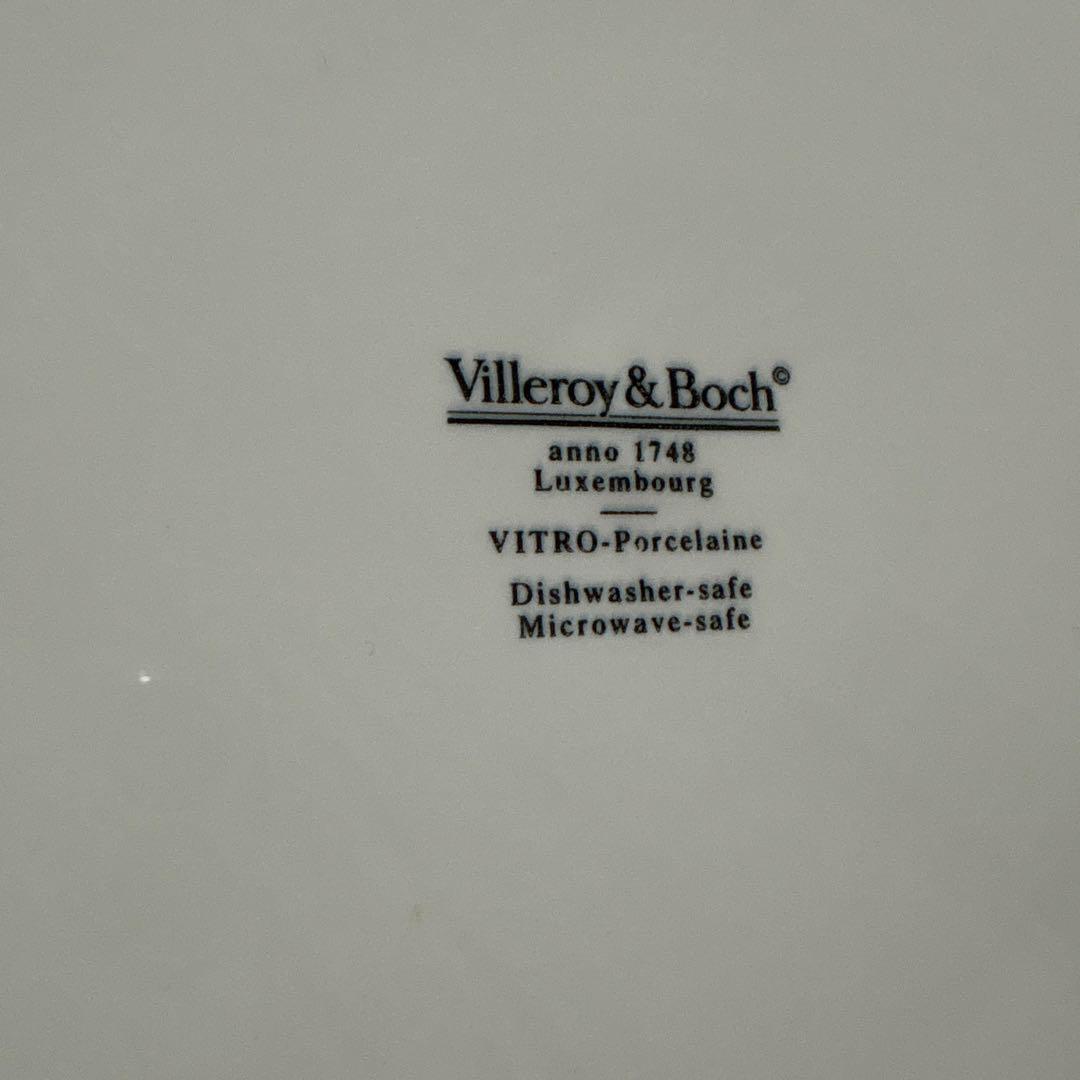 Villeroy & Boch©
anno 1748
Luxembourg
VITRO-Porcelaine
Dishwasher-safe
Microwave-safe